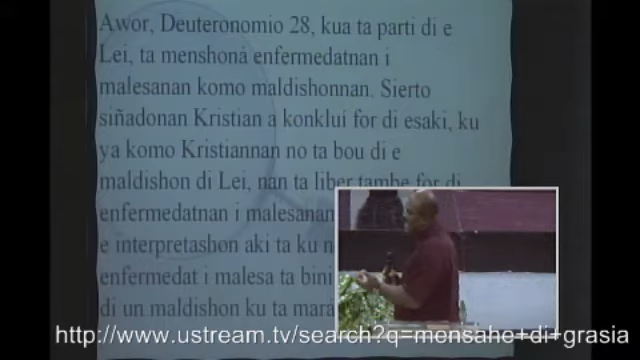 Awor, Deuteronomio 28, kua ta parti di e
Lei, ta menshoná enfermedatnan i
malesanan komo maldishonnan. Sierto
siñadonan Kristian a konklui for di esaki, ku
ya komo Kristiannan no ta bou di e
maldishon di Lei, nan ta liber tambe for di
enfermedatnan i malesanan
e interpretashon aki ta ku
enfermedat i malesa ta bini
di un maldishon ku ta mara
http://www.ustream.tv/search?q=mensahe+di+grasia